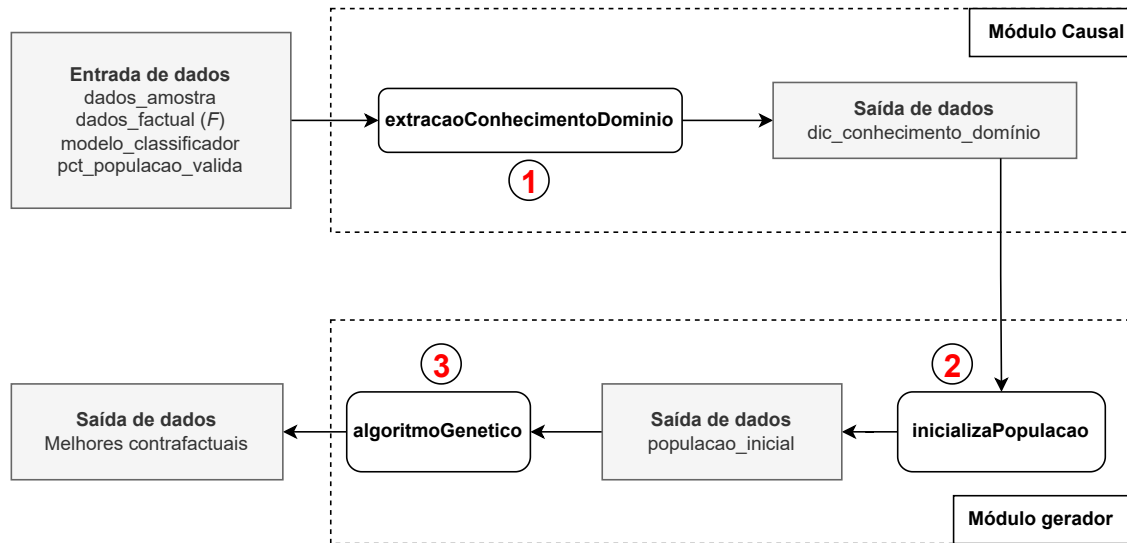 Módulo Causal
Entrada de dados
dados_amostra
dados_factual (F)
modelo_classificador
pct_populacao_valida
extracaoConhecimentoDominio
1
Saída de dados
dic_conhecimento_domínio
2
inicializaPopulacao
Saída de dados
populacao_inicial
3
algoritmoGenetico
Saída de dados
Melhores contrafactuais
Módulo gerador